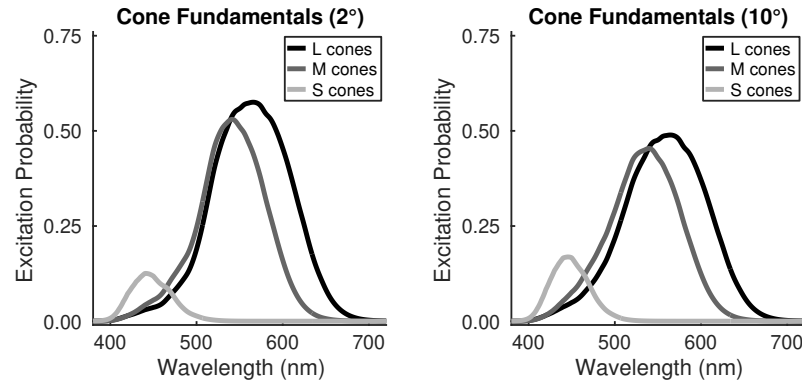 Cone Fundamentals (2°)
Excitation Probability
0.75
0.50
0.25
0.00
L cones
M cones
S cones
400 500 600 700
Wavelength (nm)
Cone Fundamentals (10°)
Excitation Probability
0.75
0.50
0.25
0.00
L cones
M cones
S cones
400 500 600 700
Wavelength (nm)